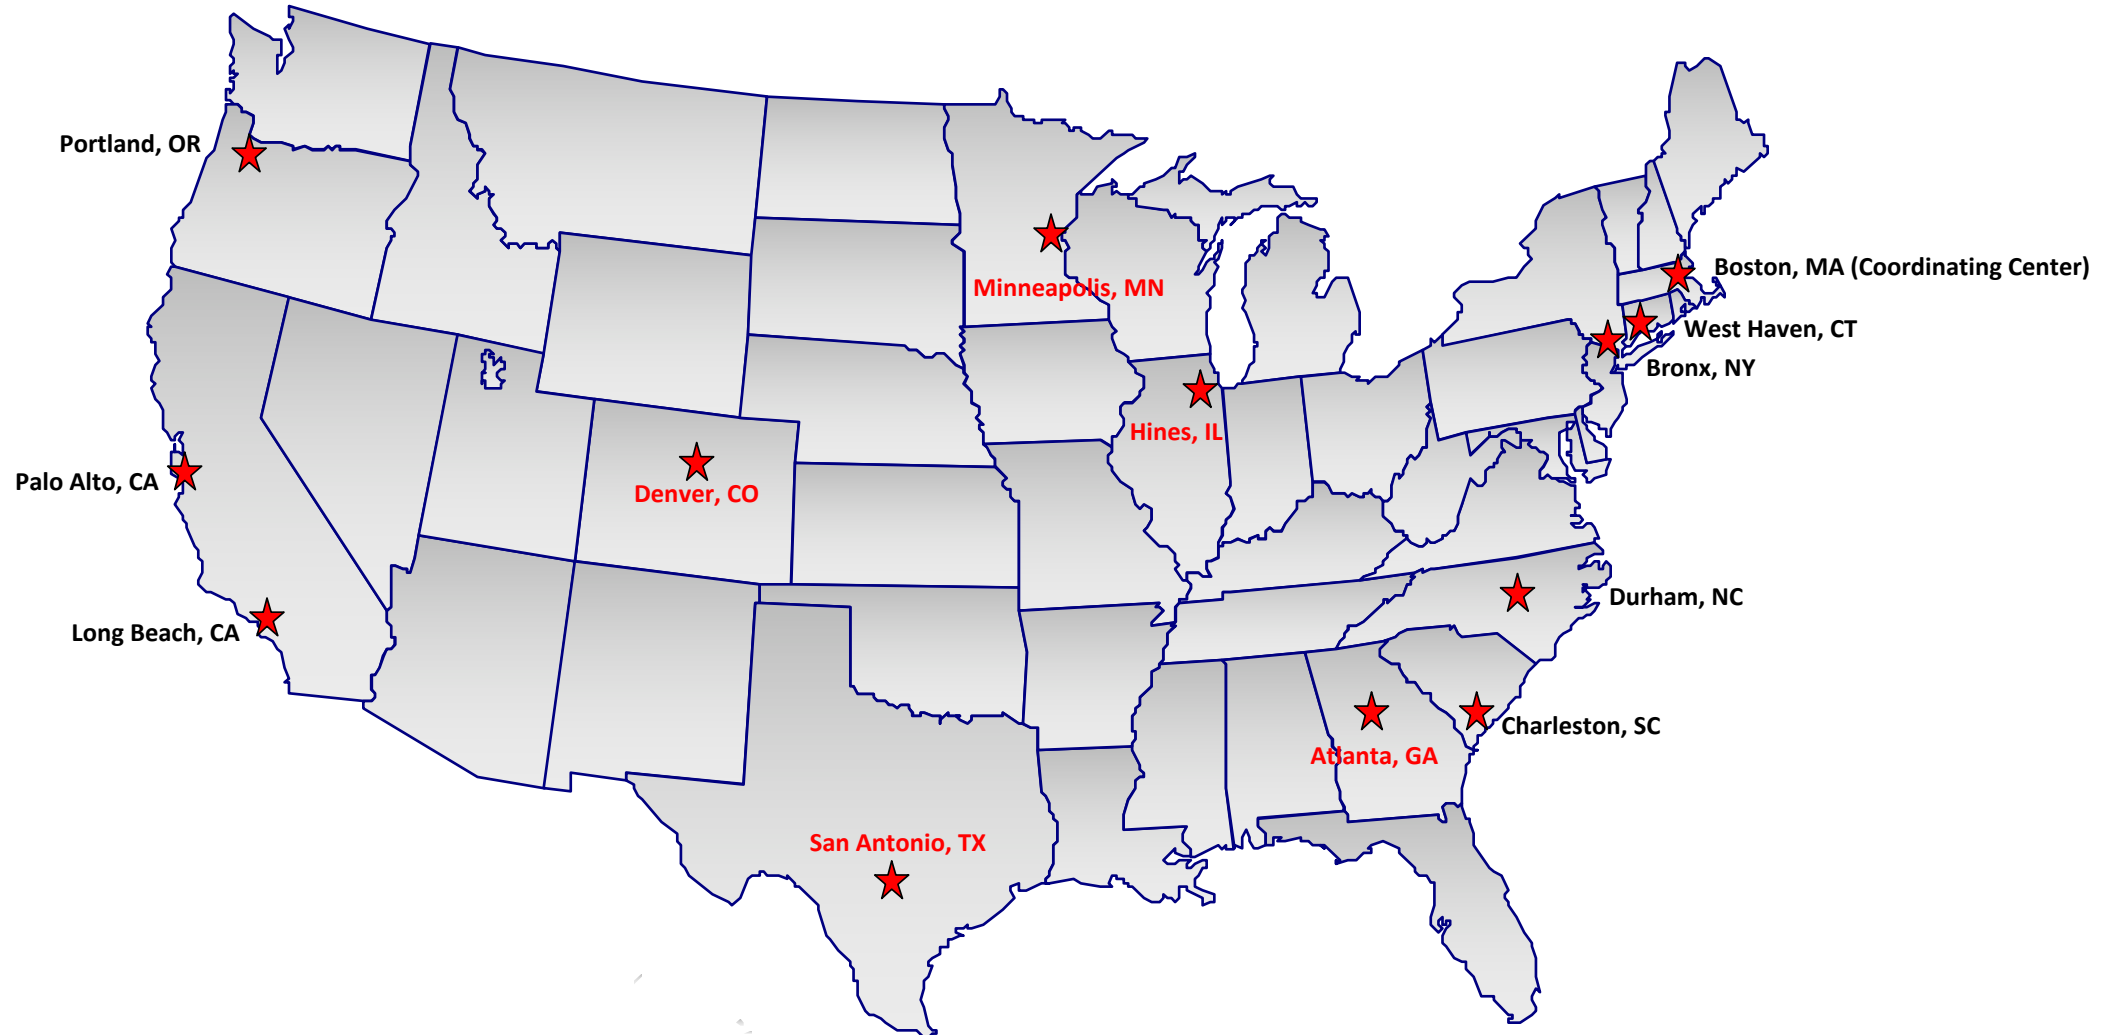 Portland, OR
Minneapolis, MN
Boston, MA (Coordinating Center)
West Haven, CT
Bronx, NY
Hines, IL
Palo Alto, CA
Denver, CO
Durham, NC
Long Beach, CA
Charleston, SC
Atlanta, GA
San Antonio, TX